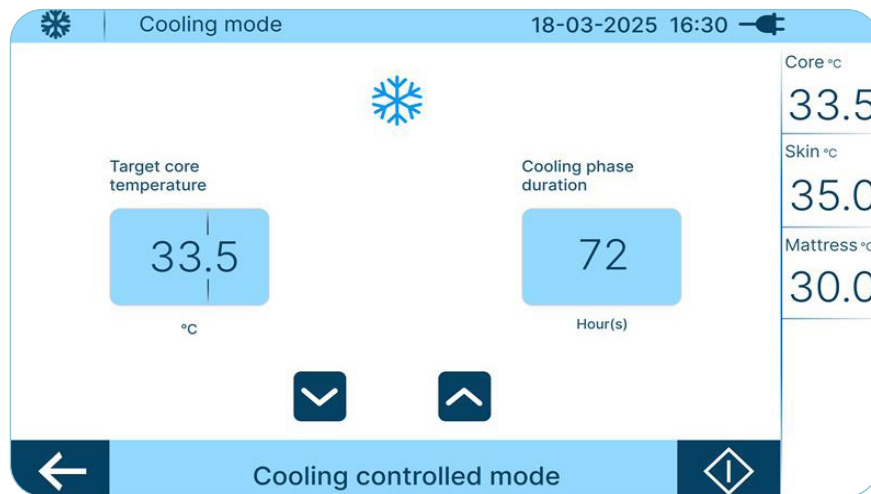 Cooling mode
18-03-2025 16:30
Core °C
33.5
Skin °C
35.0
Mattress °C
30.0
Target core
temperature
33.5
°C
Cooling phase
duration
72
Hour(s)
Cooling controlled mode